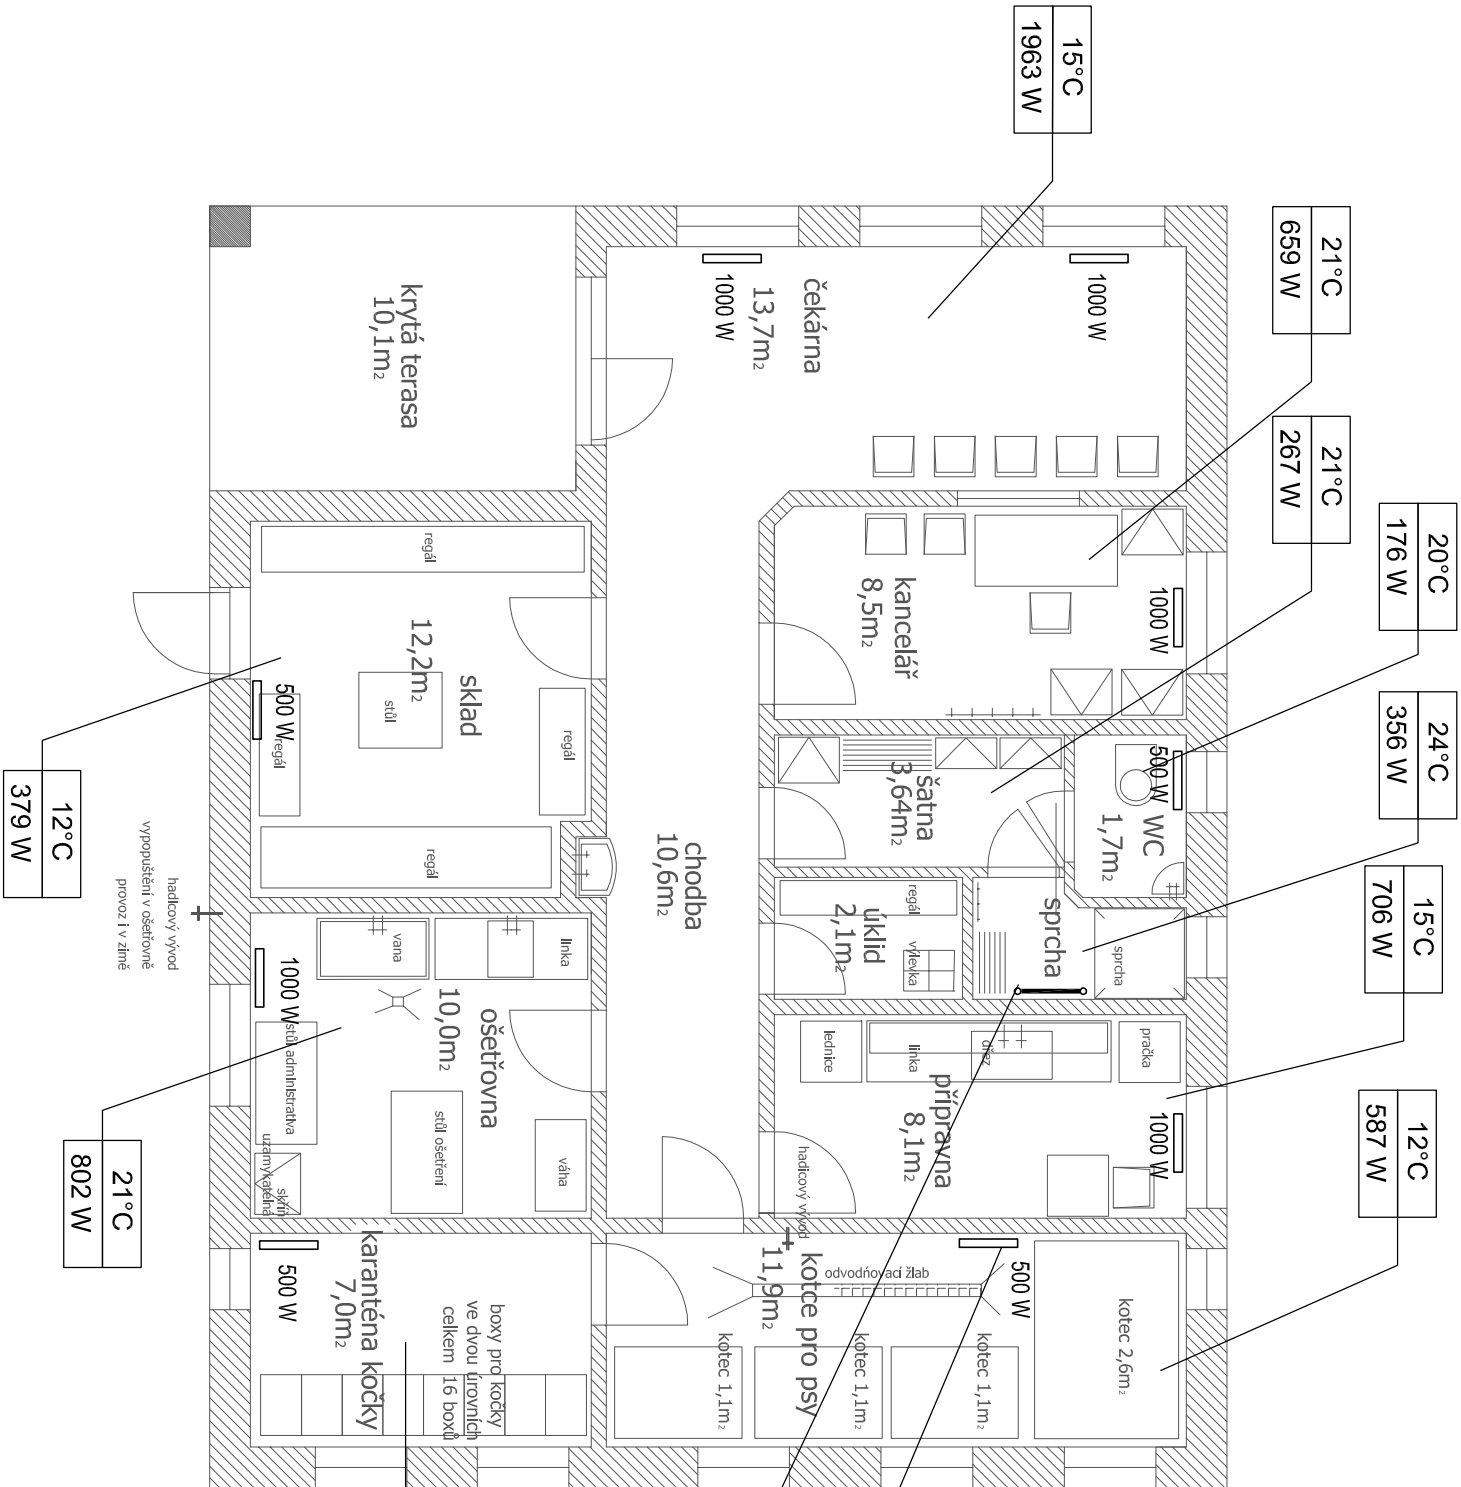 15°C
1963 W
21°C
659 W
21°C
267 W
20°C
176 W
24°C
356 W
15°C
706 W
12°C
587 W
12°C
379 W
21°C
802 W
čekárna
13,7m2
1000 W
1000 W
krytá terasa
10,1m2
kancelář
8,5m2
1000 W
šatna
3,64m2
WC
1,7m2
500 W
sprcha
sprcha
úklid
2,1m2
regál
výlevka
chodba
10,6m2
sklad
12,2m2
regál
stůl
regál
regál
regál
500 W
hadicový vývod
vypopuštění v ošetřovně
provoz i v zimě
ošetřovna
10,0m2
linka
vana
1000 W
stůl administrativa
stůl ošetření
váha
skříň
uzamykatelná
přípravna
8,1m2
pračka
dřez
linka
lednice
1000 W
hadicový vývod
kotce pro psy
11,9m2
odvodňovací žlab
500 W
kotec 2,6m2
kotec 1,1m2
kotec 1,1m2
kotec 1,1m2
karanténa kočky
7,0m2
500 W
boxy pro kočky
ve dvou úrovních
celkem 16 boxů